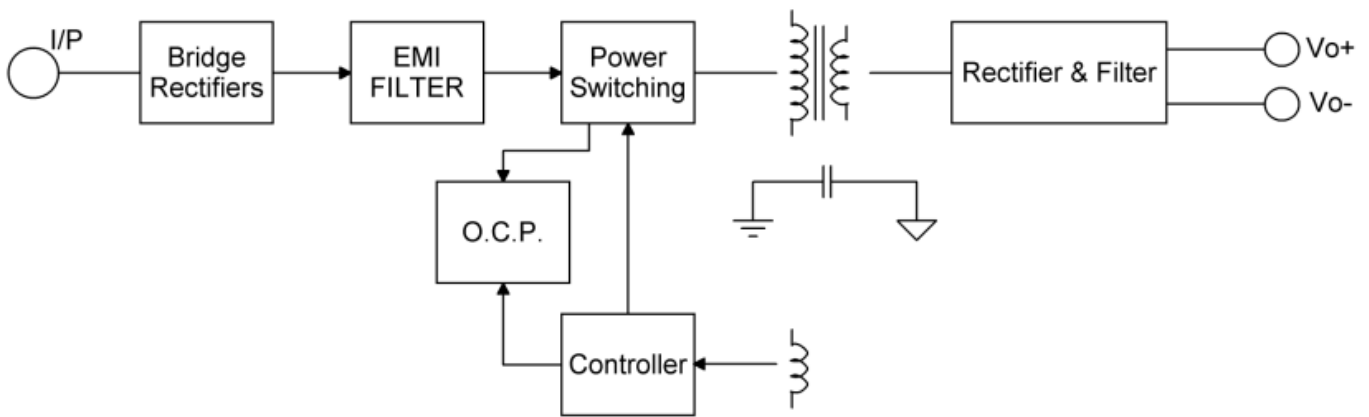 I/P
Bridge
Rectifiers
EMI
FILTER
Power
Switching
Rectifier & Filter
Vo+
Vo-
O.C.P.
Controller